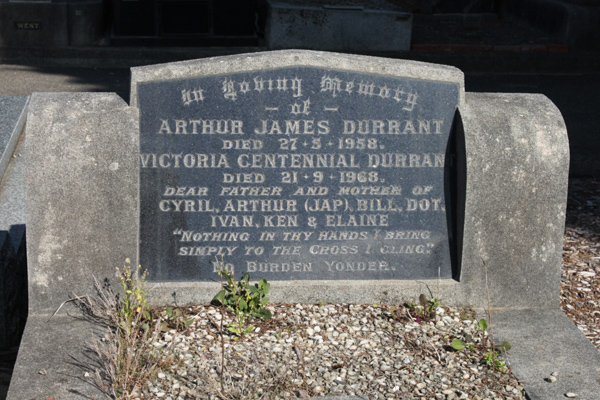 In Loving Memory
— of —
ARTHUR JAMES DURRANT
DIED 27-5-1958.
VICTORIA CENTENNIAL DURRANT
DIED 21-9-1968.
DEAR FATHER AND MOTHER OF
CYRIL, ARTHUR (JAP), BILL, DOT,
IVAN, KEN & ELAINE
"NOTHING IN THY HANDS I BRING
SIMPLY TO THE CROSS I CLING".
NO BURDEN YONDER.